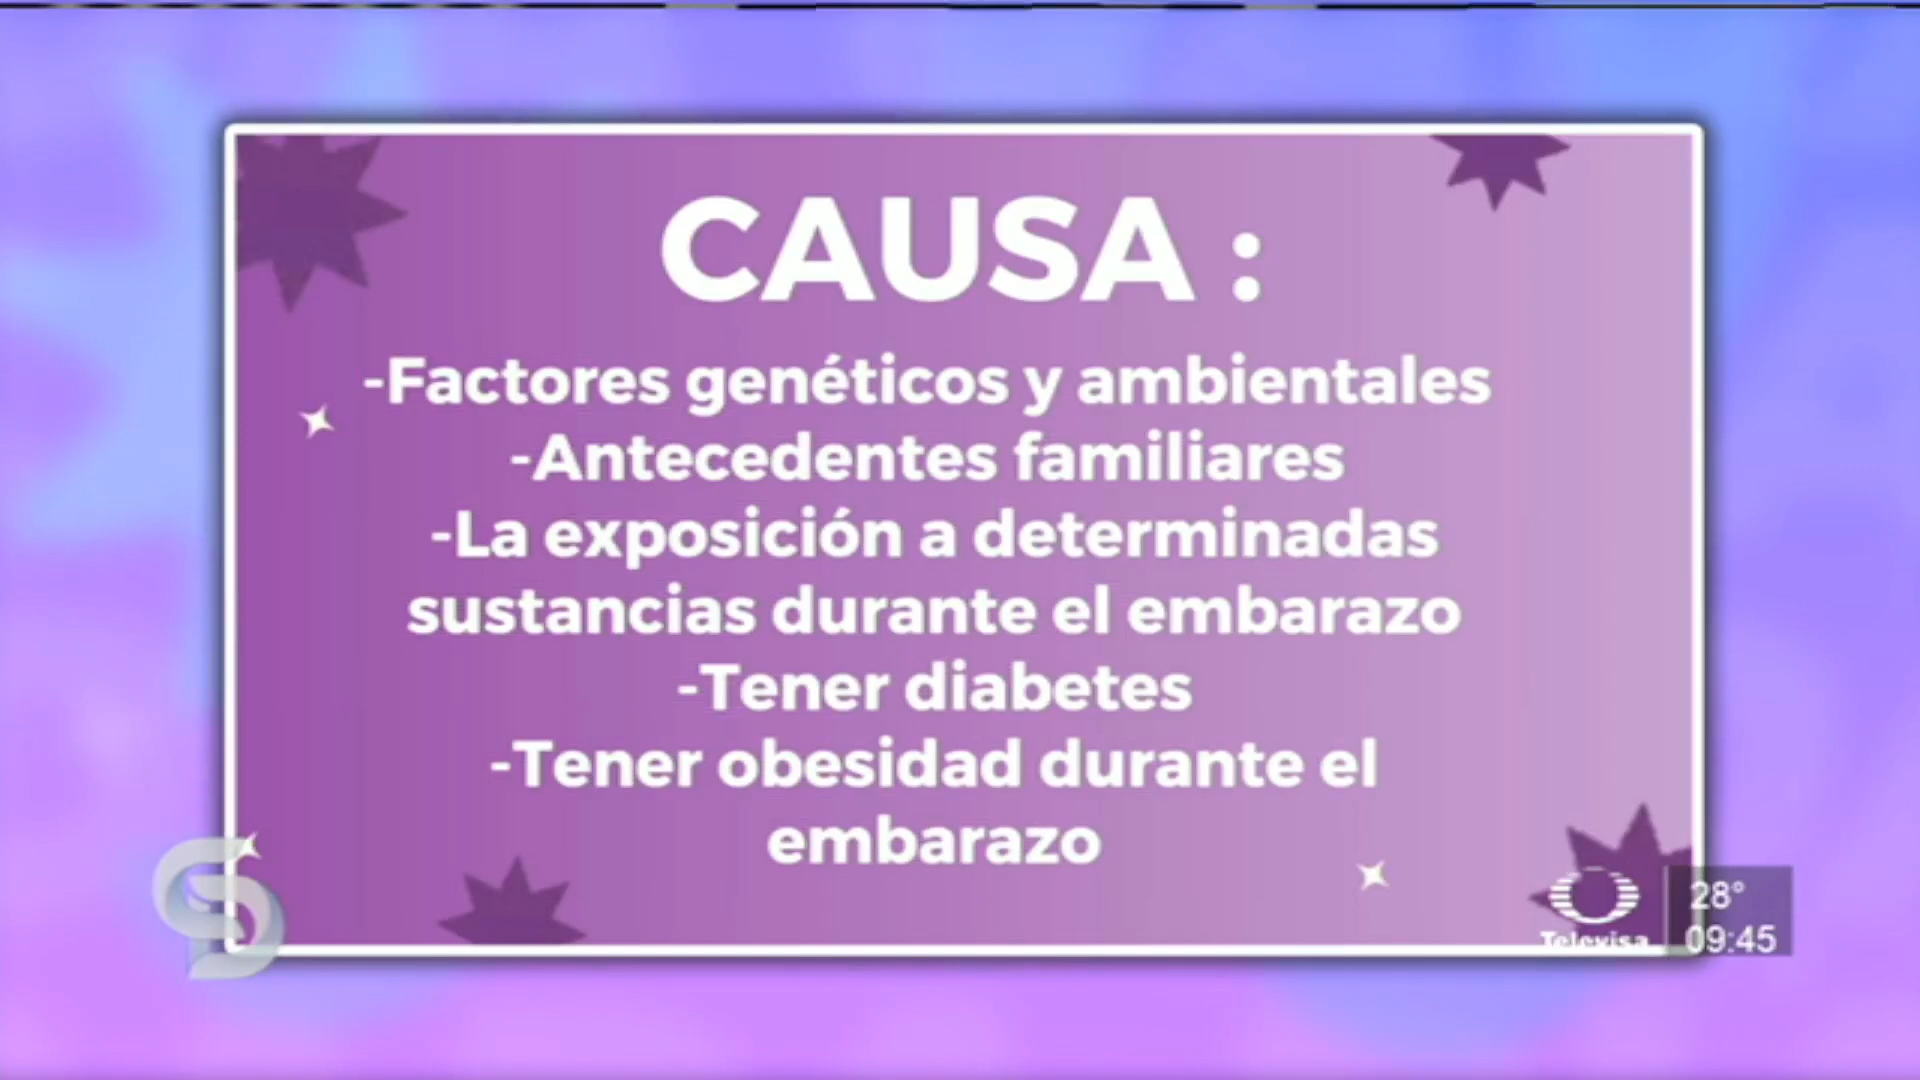 CAUSA :
-Factores genéticos y ambientales
-Antecedentes familiares
-La exposición a determinadas
sustancias durante el embarazo
-Tener diabetes
-Tener obesidad durante el
embarazo
Televisa
28°
09:45